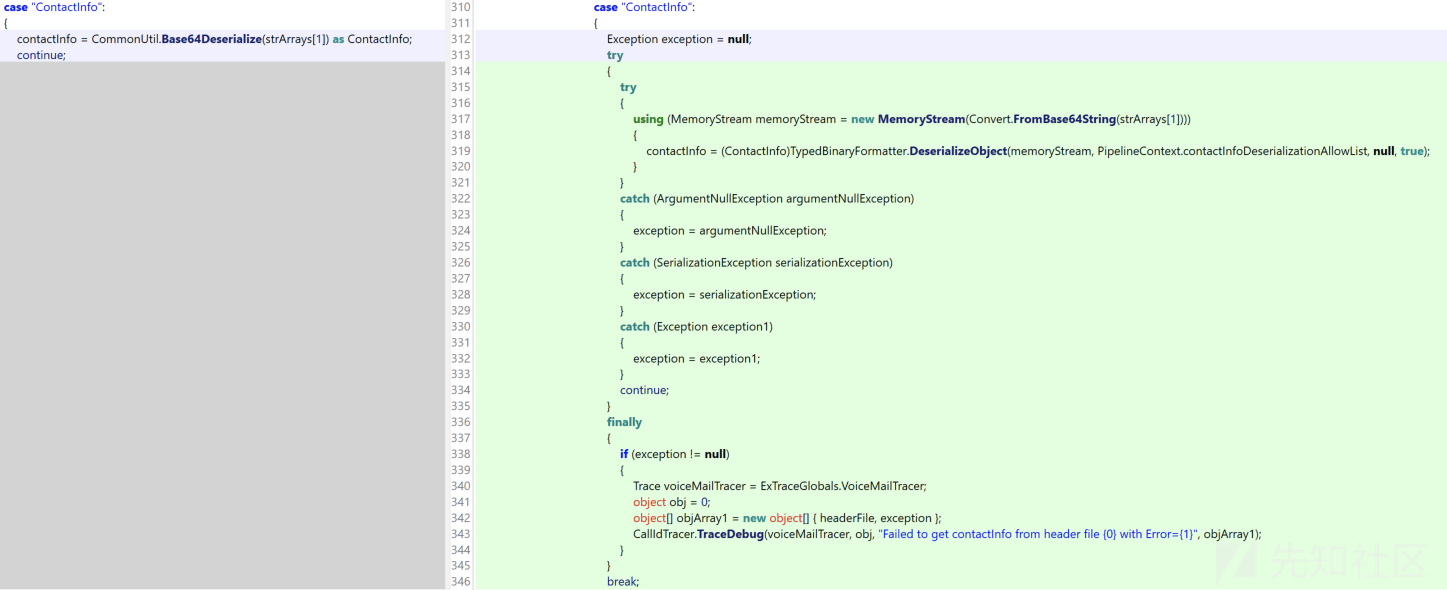 case "ContactInfo":
{
contactInfo = CommonUtil.Base64Deserialize(strArrays[1]) as ContactInfo;
continue;
310 case "ContactInfo":
311 {
312 Exception exception = null;
313 try
314 {
315 try
316 {
317 using (MemoryStream memoryStream = new MemoryStream(Convert.FromBase64String(strArrays[1])))
318 {
319 contactInfo = (ContactInfo)TypedBinaryFormatter.DeserializeObject(memoryStream, PipelineContext.contactInfoDeserializationAllowList, null, true);
320 }
321 }
322 catch (ArgumentNullException argumentNullException)
323 {
324 exception = argumentNullException;
325 }
326 catch (SerializationException serializationException)
327 {
328 exception = serializationException;
329 }
330 catch (Exception exception1)
331 {
332 exception = exception1;
333 }
334 continue;
335 }
336 finally
337 {
338 if (exception != null)
339 {
340 Trace voiceMailTracer = ExTraceGlobals.VoiceMailTracer;
341 object obj = 0;
342 object[] objArray1 = new object[] { headerFile, exception };
343 CallIdTracer.TraceDebug(voiceMailTracer, obj, "Failed to get contactInfo from header file {0} with Error={1}", objArray1);
344 }
345 }
346 break;
先知社区